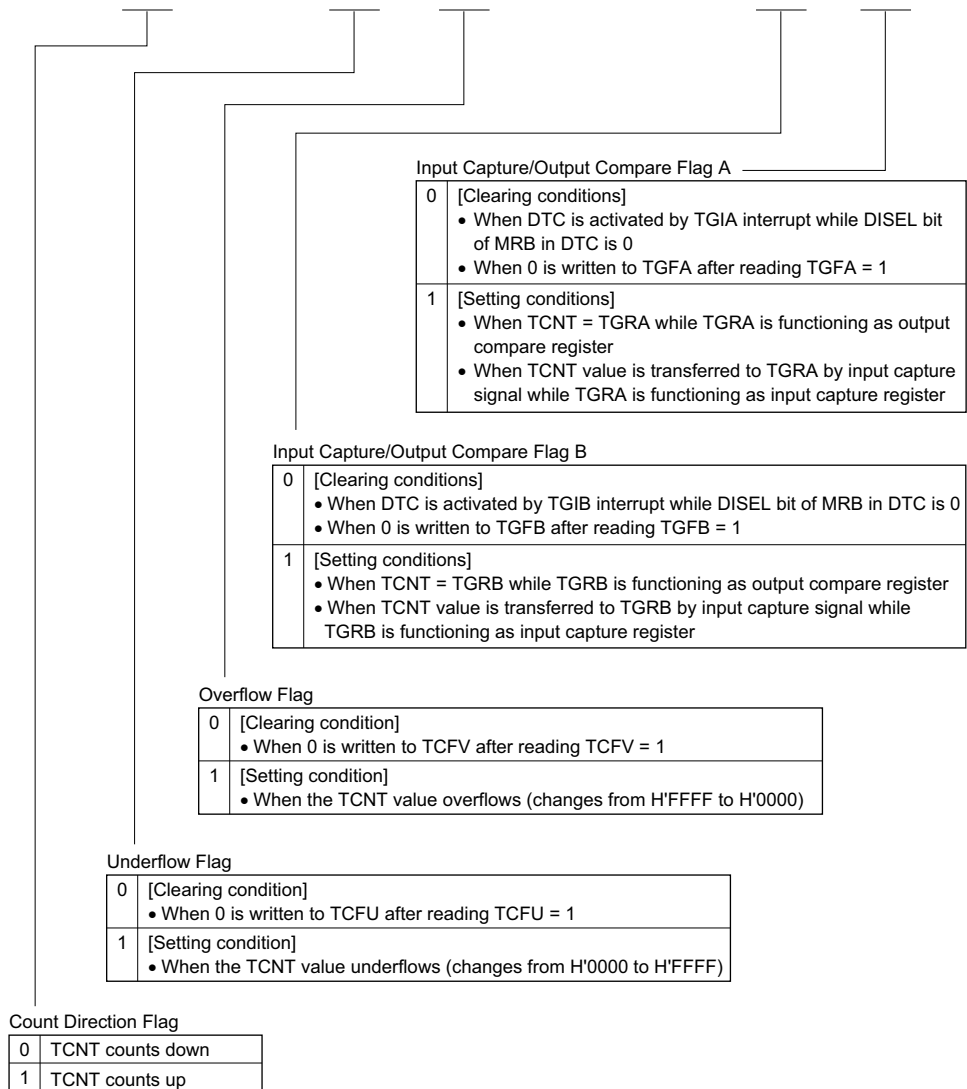 Input Capture/Output Compare Flag A
0 [Clearing conditions]
• When DTC is activated by TGIA interrupt while DISEL bit
of MRB in DTC is 0
• When 0 is written to TGFA after reading TGFA = 1
1 [Setting conditions]
• When TCNT = TGRA while TGRA is functioning as output
compare register
• When TCNT value is transferred to TGRA by input capture
signal while TGRA is functioning as input capture register
Input Capture/Output Compare Flag B
0 [Clearing conditions]
• When DTC is activated by TGIB interrupt while DISEL bit of MRB in DTC is 0
• When 0 is written to TGFB after reading TGFB = 1
1 [Setting conditions]
• When TCNT = TGRB while TGRB is functioning as output compare register
• When TCNT value is transferred to TGRB by input capture signal while
TGRB is functioning as input capture register
Overflow Flag
0 [Clearing condition]
• When 0 is written to TCFV after reading TCFV = 1
1 [Setting condition]
• When the TCNT value overflows (changes from H'FFFF to H'0000)
Underflow Flag
0 [Clearing condition]
• When 0 is written to TCFU after reading TCFU = 1
1 [Setting condition]
• When the TCNT value underflows (changes from H'0000 to H'FFFF)
Count Direction Flag
0 TCNT counts down
1 TCNT counts up